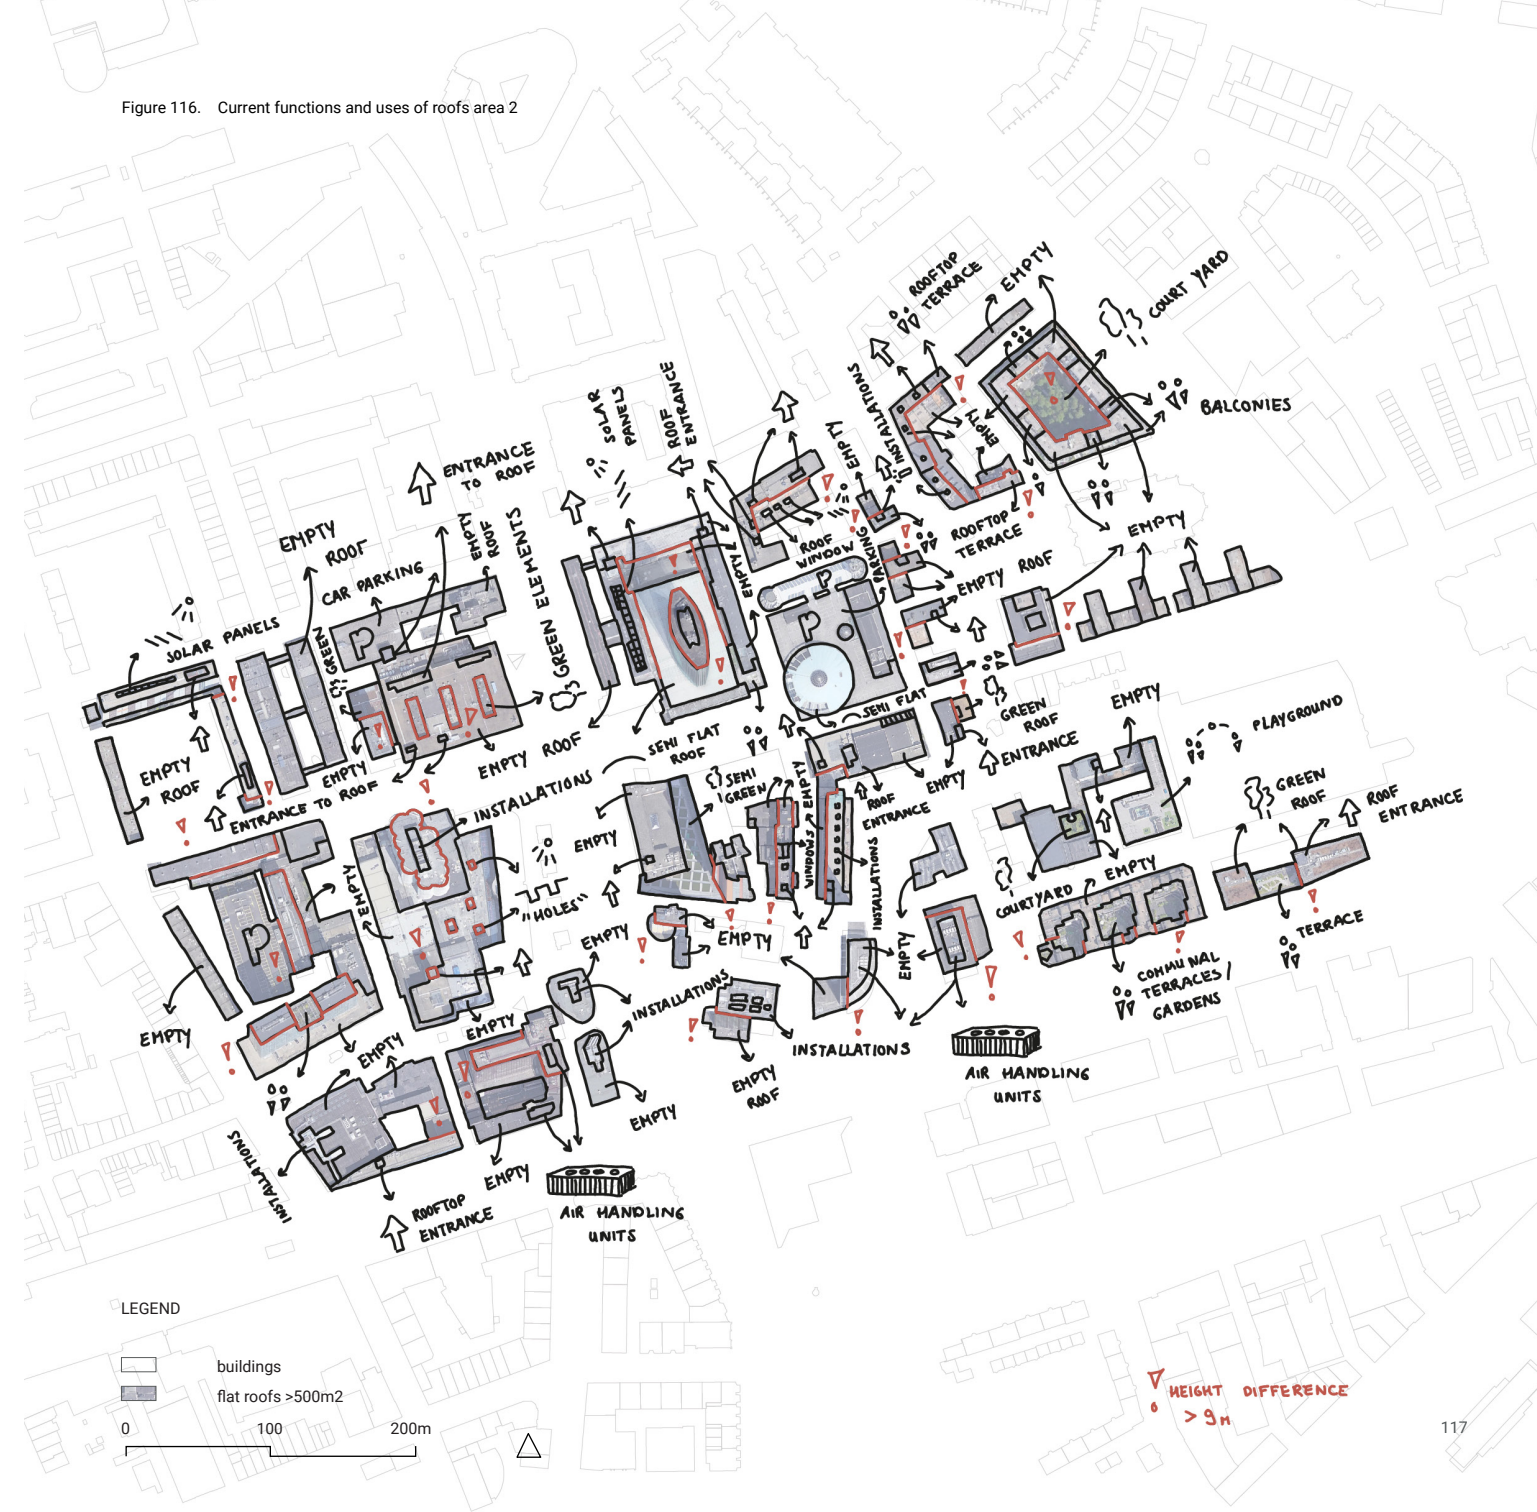 Figure 116. Current functions and uses of roofs area 2
ROOFTOP
TERRACE
EMPTY
COURT YARD
BALCONIES
SOLAR
PANELS
ROOF
ENTRANCE
INSTALLATIONS
EMPTY
EMPTY
ENTRANCE
TO ROOF
EMPTY
ROOF
CAR PARKING
EMPTY
ROOF
GREEN ELEMENTS
SOLAR PANELS
GREEN
P
EMPTY
ROOF
WINDOW
PARKING
P
P
ROOFTOP
TERRACE
EMPTY
EMPTY ROOF
EMPTY
ROOF
EMPTY
ENTRANCE TO ROOF
EMPTY ROOF
INSTALLATIONS
SEMI FLAT
ROOF
SEMI FLAT
GREEN
ROOF
ENTRANCE
EMPTY
EMPTY
PLAYGROUND
GREEN
ROOF
ROOF
ENTRANCE
SEMI
GREEN
EMPTY
EMPTY
WINDOWS
ROOF
ENTRANCE
INSTALLATIONS
EMPTY
"HOLES"
P
COURTYARD
EMPTY
TERRACE
COMMUNAL
TERRACES/
GARDENS
EMPTY
EMPTY
EMPTY
EMPTY
EMPTY
EMPTY
INSTALLATIONS
INSTALLATIONS
EMPTY
ROOF
AIR HANDLING
UNITS
EMPTY
INSTALLATIONS
EMPTY
ROOFTOP
ENTRANCE
AIR HANDLING
UNITS
LEGEND
buildings
flat roofs >500m2
0 100 200m
HEIGHT DIFFERENCE
> 9M
117